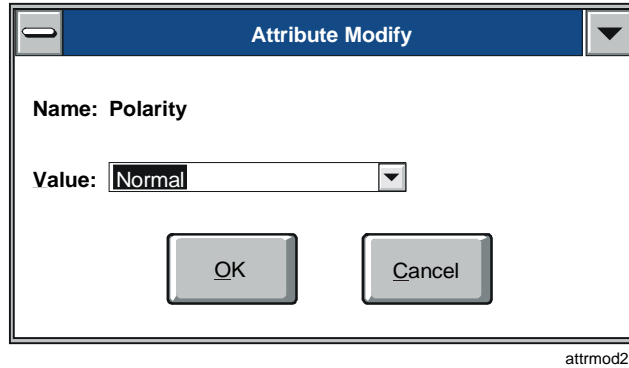 Attribute Modify
Name: Polarity
Value: Normal
OK Cancel
attrmod2